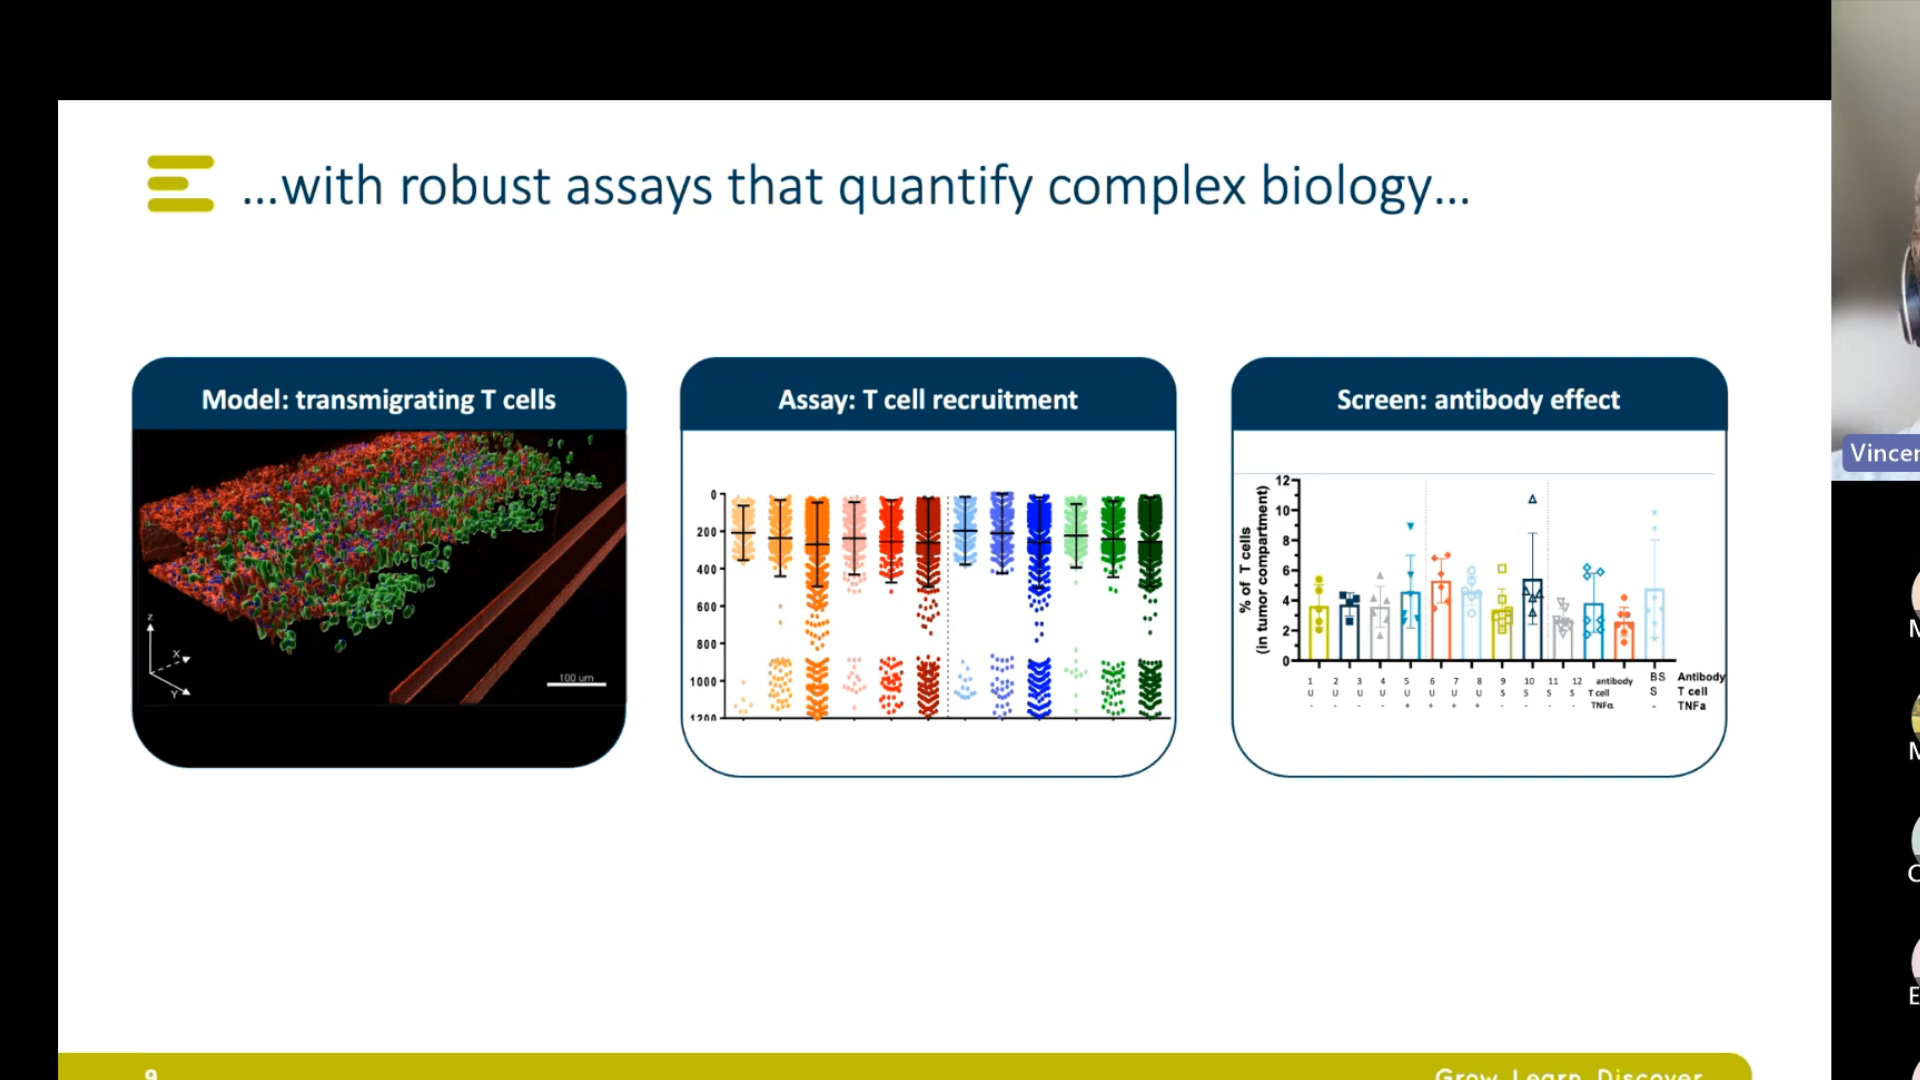 ...with robust assays that quantify complex biology...
Model: transmigrating T cells
Z
X
Y
100 um
Assay: T cell recruitment
0
200
400
600
800
1000
1200
Screen: antibody effect
% of T cells
(in tumor compartment)
12
10
8
6
4
2
0
1 2 3 4 5 6 7 8 9 10 11 12 antibody BS Antibody
U U U U U U U U S S S S T cell S T cell
- - - - + + + + - - - - TNFα - TNFa
9
Grow. Learn. Discover.
Vincen
M
M
C
E